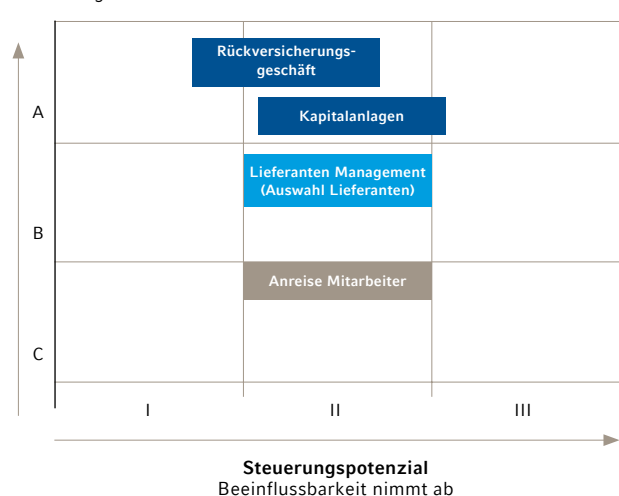 Rückversicherungs-
geschäft
A
Kapitalanlagen
Lieferanten Management
(Auswahl Lieferanten)
B
Anreise Mitarbeiter
C
I II III
Steuerungspotenzial
Beeinflussbarkeit nimmt ab